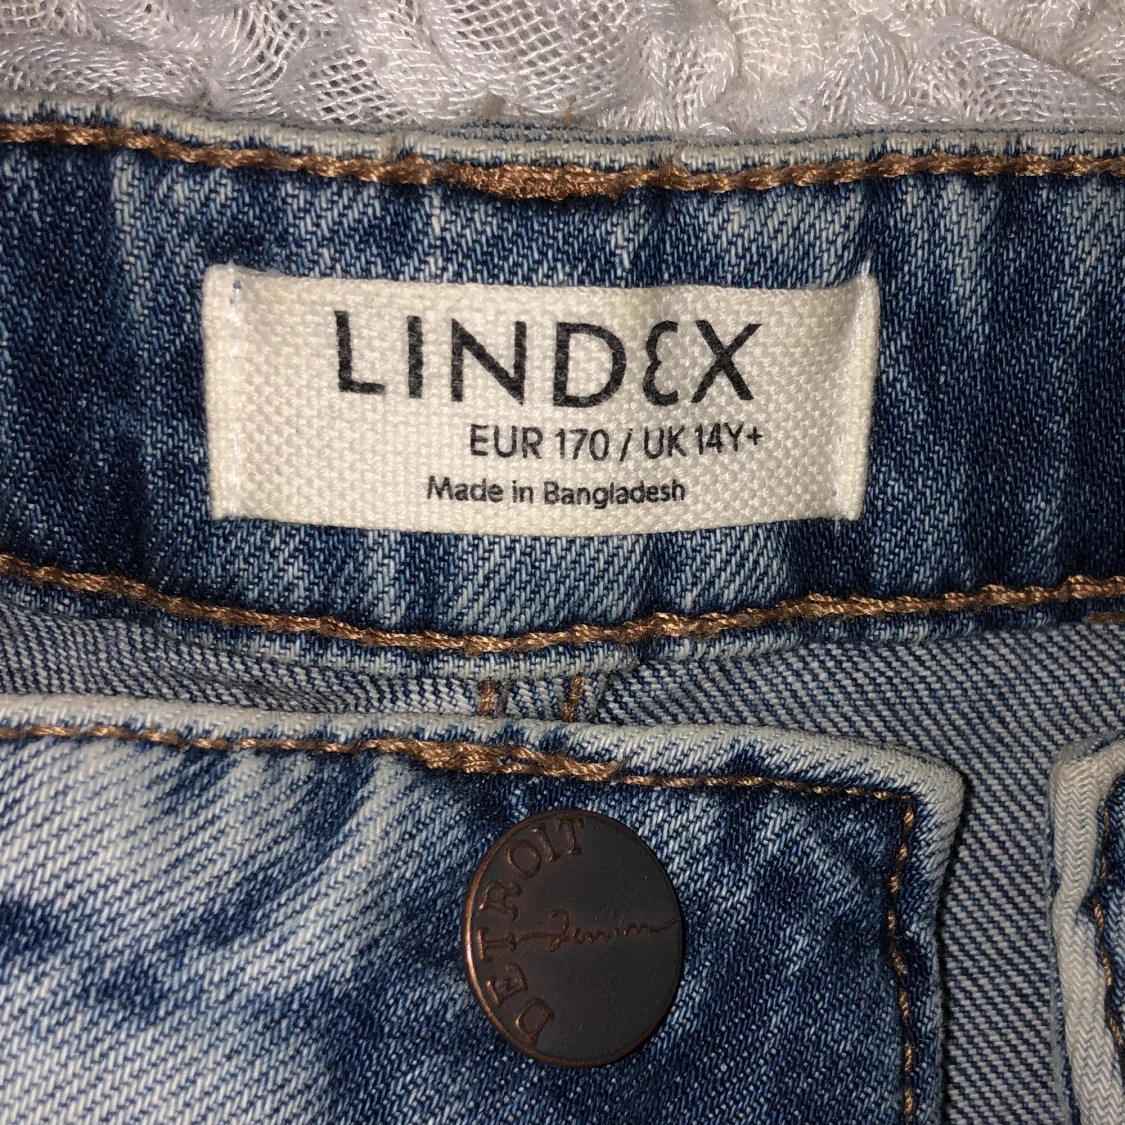 LINDEX
EUR 170 / UK 14Y+
Made in Bangladesh
DETROIT
Denim